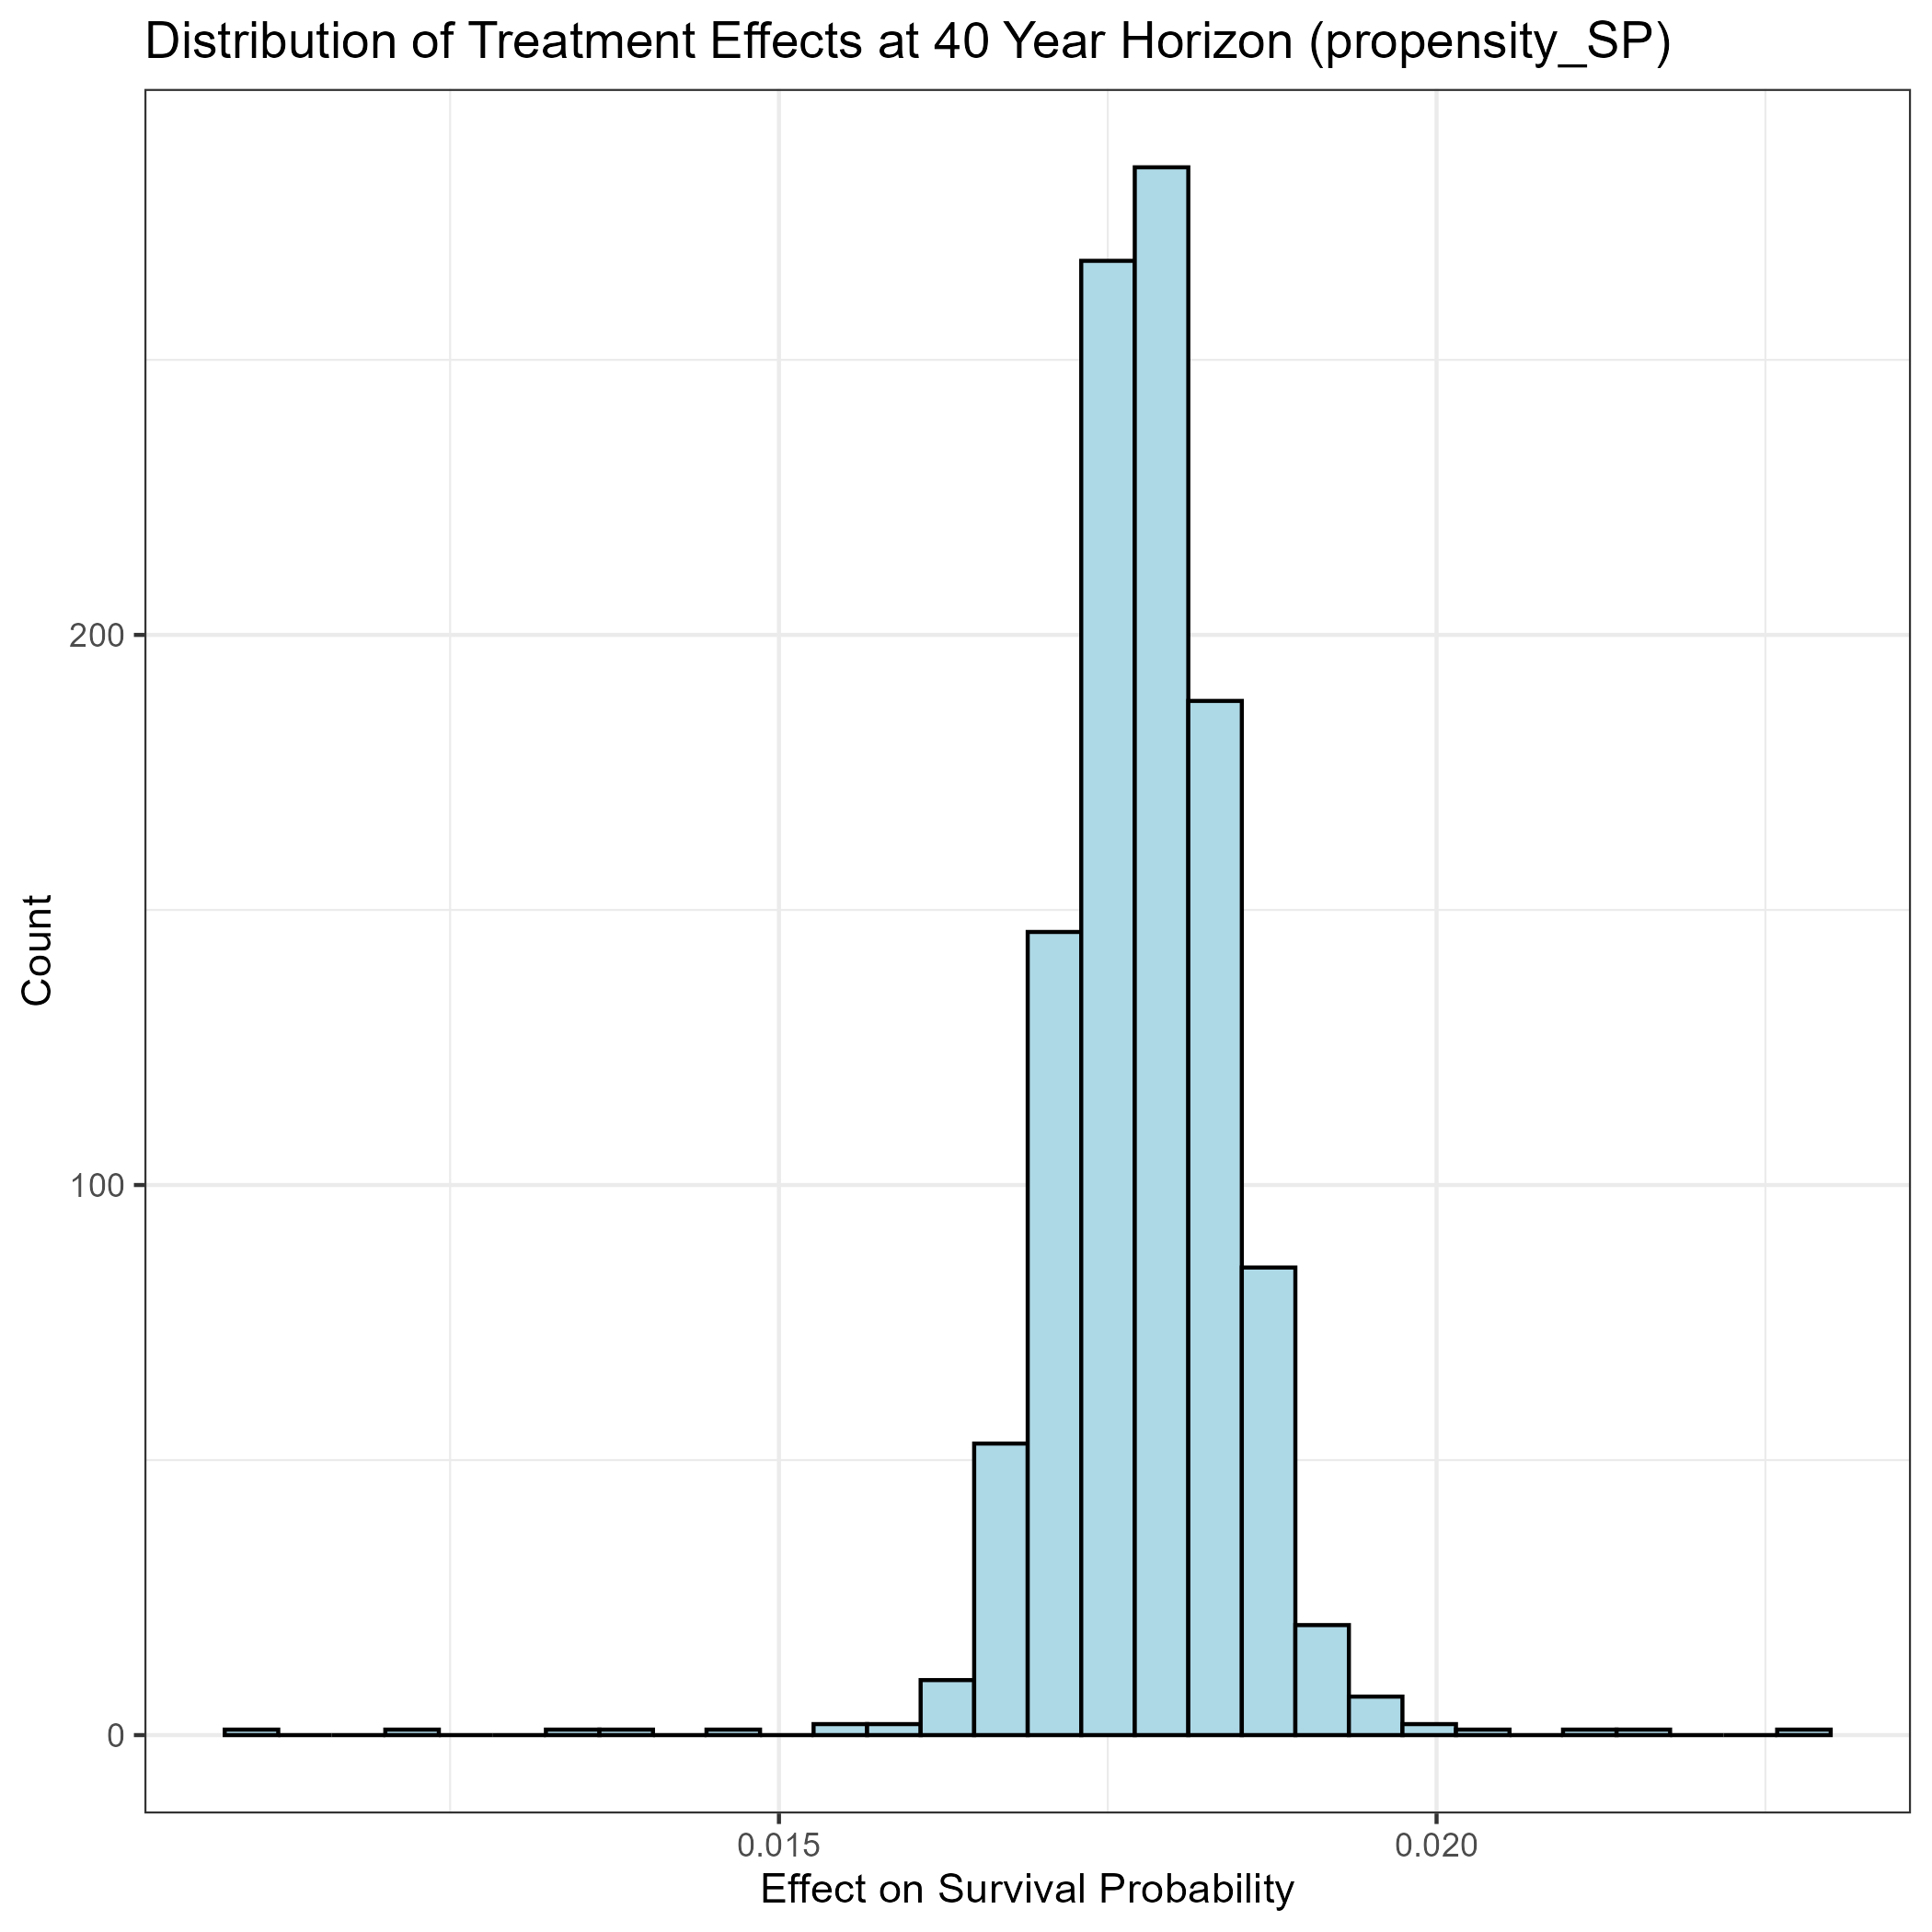 Distribution of Treatment Effects at 40 Year Horizon (propensity_SP)
Count
200
100
0
0.015
0.020
Effect on Survival Probability